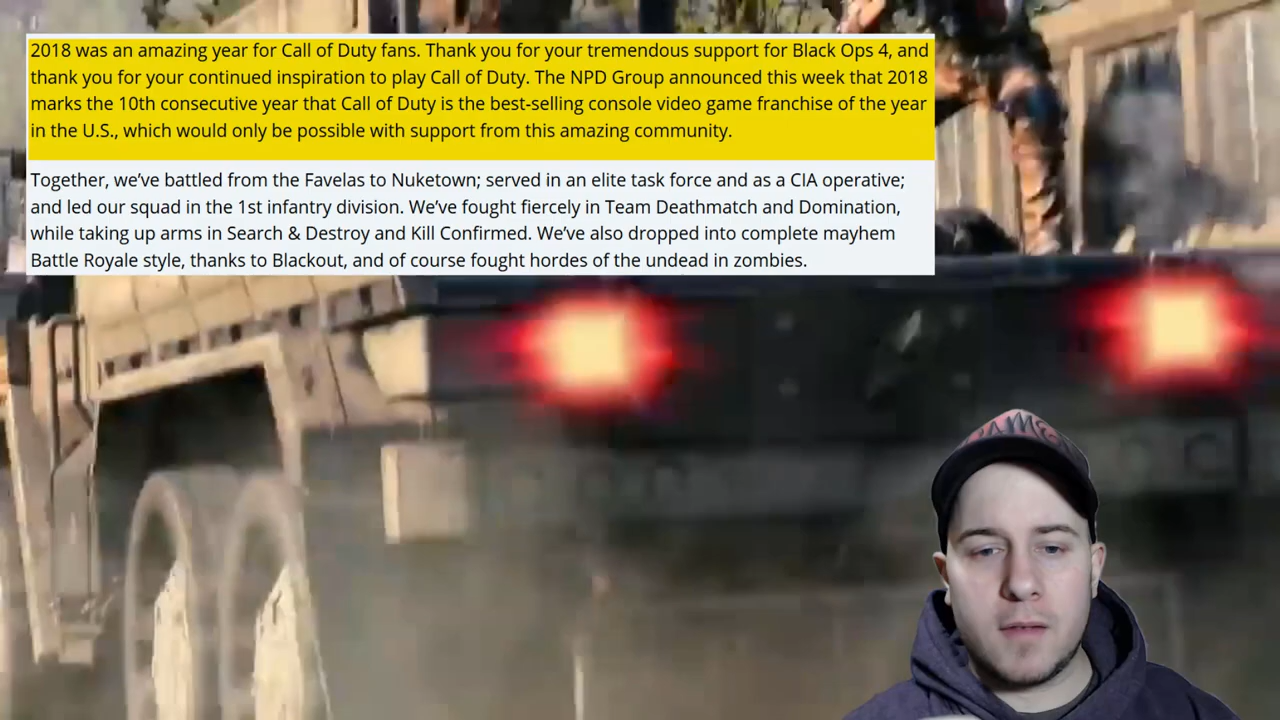 2018 was an amazing year for Call of Duty fans. Thank you for your tremendous support for Black Ops 4, and
thank you for your continued inspiration to play Call of Duty. The NPD Group announced this week that 2018
marks the 10th consecutive year that Call of Duty is the best-selling console video game franchise of the year
in the U.S., which would only be possible with support from this amazing community.
Together, we’ve battled from the Favelas to Nuketown; served in an elite task force and as a CIA operative;
and led our squad in the 1st infantry division. We’ve fought fiercely in Team Deathmatch and Domination,
while taking up arms in Search & Destroy and Kill Confirmed. We’ve also dropped into complete mayhem
Battle Royale style, thanks to Blackout, and of course fought hordes of the undead in zombies.